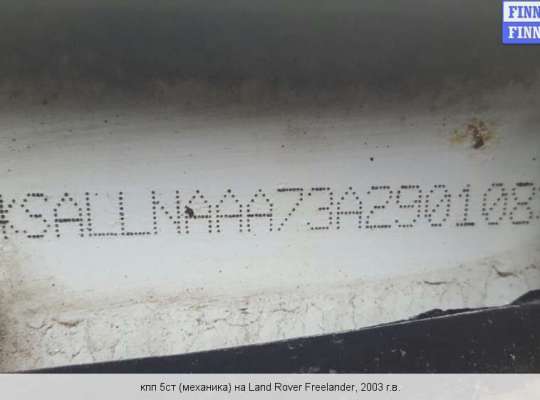 FINN
FINN
*SALLNAAA73A290108*
кпп 5ст (механика) на Land Rover Freelander, 2003 г.в.